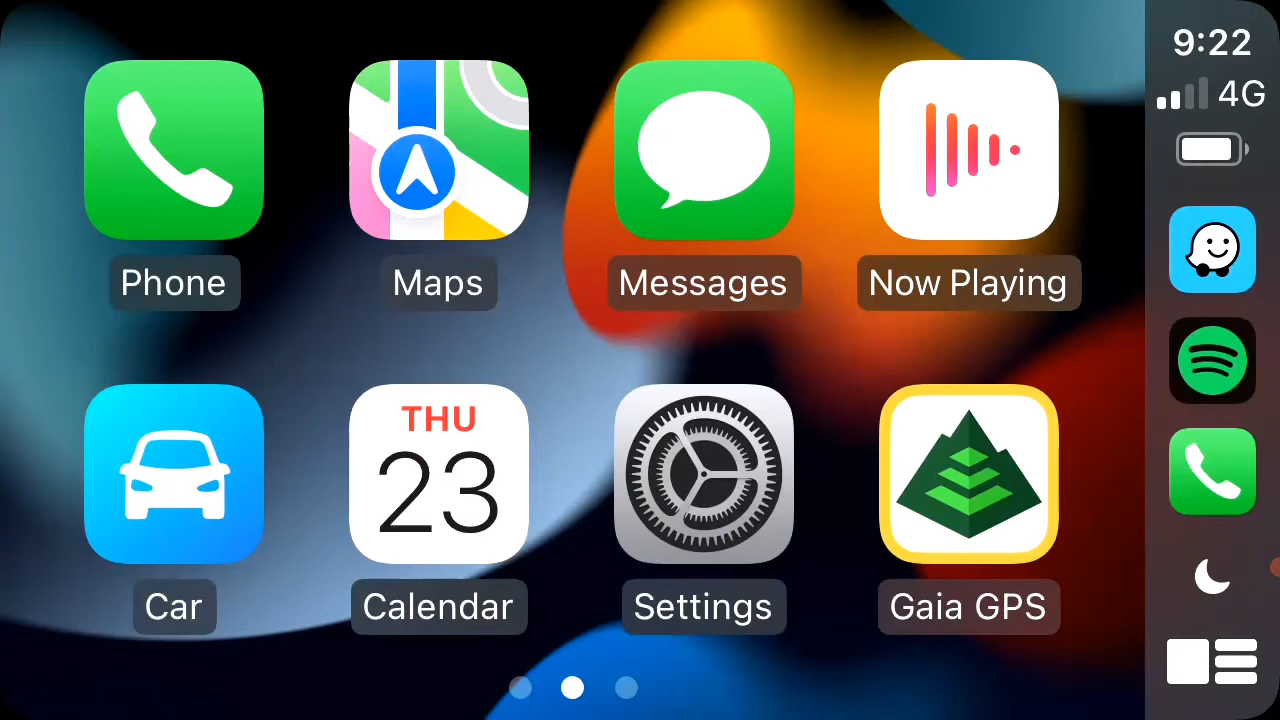 9:22
4G
Phone
Maps
Messages
Now Playing
THU
23
Car
Calendar
Settings
Gaia GPS